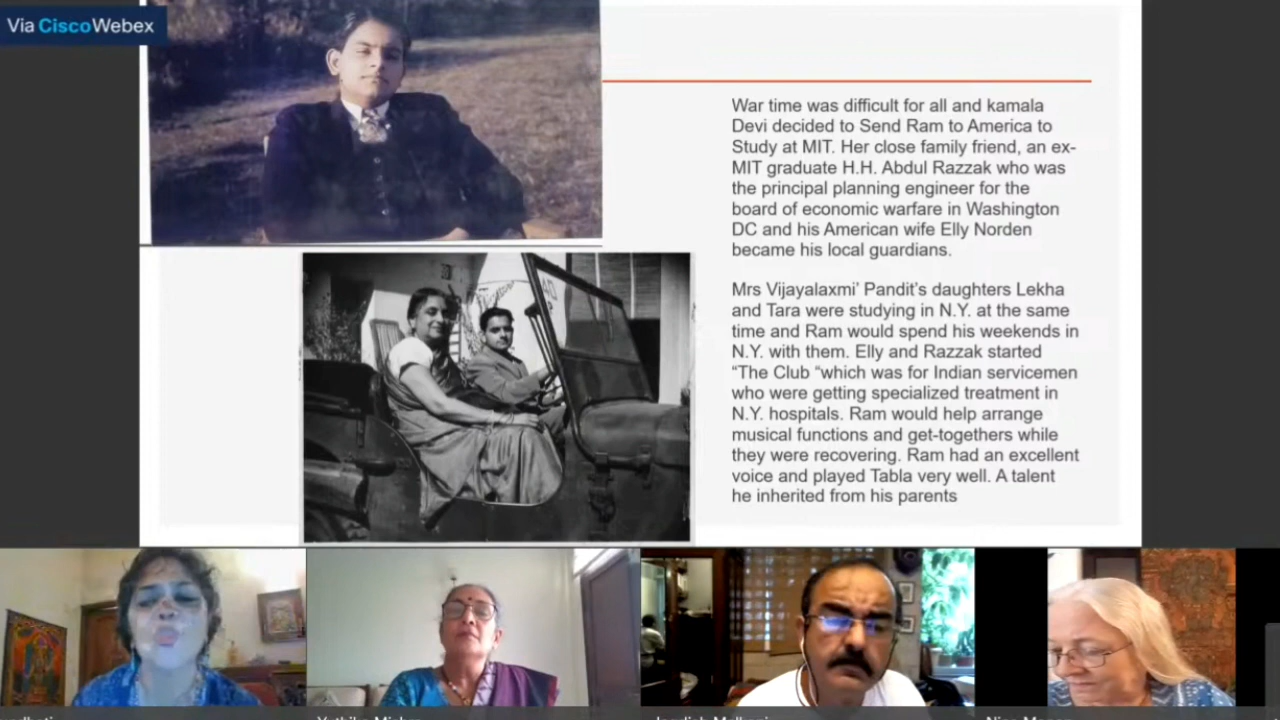 Via CiscoWebex
War time was difficult for all and kamala
Devi decided to Send Ram to America to
Study at MIT. Her close family friend, an ex-
MIT graduate H.H. Abdul Razzak who was
the principal planning engineer for the
board of economic warfare in Washington
DC and his American wife Elly Norden
became his local guardians.
Mrs Vijayalaxmi’ Pandit’s daughters Lekha
and Tara were studying in N.Y. at the same
time and Ram would spend his weekends in
N.Y. with them. Elly and Razzak started
“The Club “which was for Indian servicemen
who were getting specialized treatment in
N.Y. hospitals. Ram would help arrange
musical functions and get-togethers while
they were recovering. Ram had an excellent
voice and played Tabla very well. A talent
he inherited from his parents